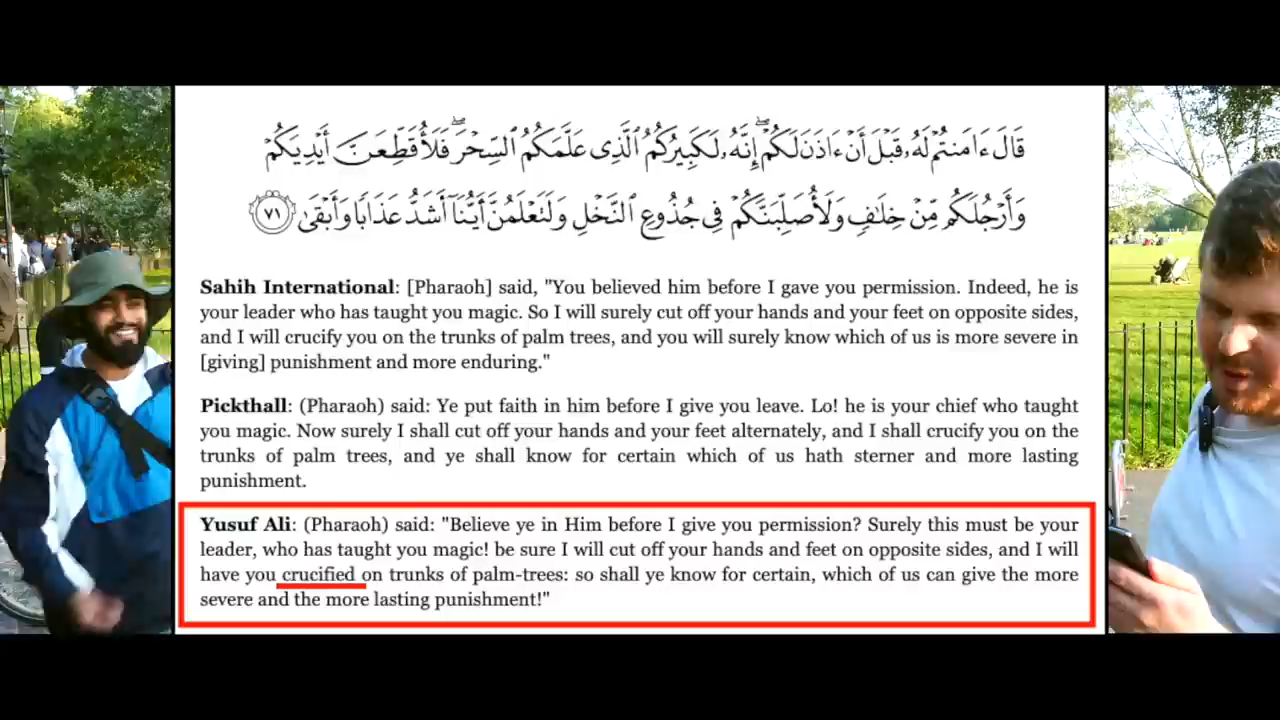 قَالَ ءَامَنتُمْ لَهُۥ قَبْلَ أَنْ ءَاذَنَ لَكُمْ ۖ إِنَّهُۥ لَكَبِيرُكُمُ ٱلَّذِى عَلَّمَكُمُ ٱلسِّحْرَ ۖ فَلَأُقَطِّعَنَّ أَيْدِيَكُمْ
وَأَرْجُلَكُم مِّنْ خِلَٰفٍ وَلَأُصَلِّبَنَّكُمْ فِى جُذُوعِ ٱلنَّخْلِ وَلَتَعْلَمُنَّ أَيُّنَآ أَشَدُّ عَذَابًا وَأَبْقَىٰ ٧١
Sahih International: [Pharaoh] said, "You believed him before I gave you permission. Indeed, he is
your leader who has taught you magic. So I will surely cut off your hands and your feet on opposite sides,
and I will crucify you on the trunks of palm trees, and you will surely know which of us is more severe in
[giving] punishment and more enduring."
Pickthall: (Pharaoh) said: Ye put faith in him before I give you leave. Lo! he is your chief who taught
you magic. Now surely I shall cut off your hands and your feet alternately, and I shall crucify you on the
trunks of palm trees, and ye shall know for certain which of us hath sterner and more lasting
punishment.
Yusuf Ali: (Pharaoh) said: "Believe ye in Him before I give you permission? Surely this must be your
leader, who has taught you magic! be sure I will cut off your hands and feet on opposite sides, and I will
have you crucified on trunks of palm-trees: so shall ye know for certain, which of us can give the more
severe and the more lasting punishment!"